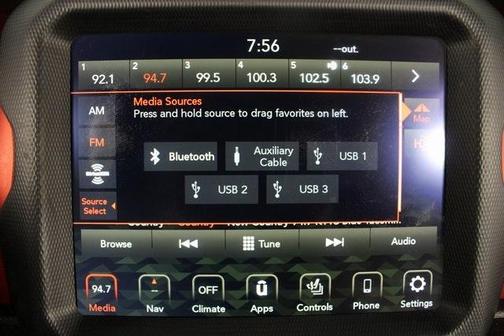 7:56 --out.
1 2 3 4 5 6
92.1 94.7 99.5 100.3 102.5 103.9
Media Sources
Press and hold source to drag favorites on left.
AM
FM
Source
Select
Map
Bluetooth
Auxiliary
Cable
USB 1
USB 2
USB 3
Browse
Tune
Audio
94.7
OFF
Media
Nav
Climate
Apps
Controls
Phone
Settings